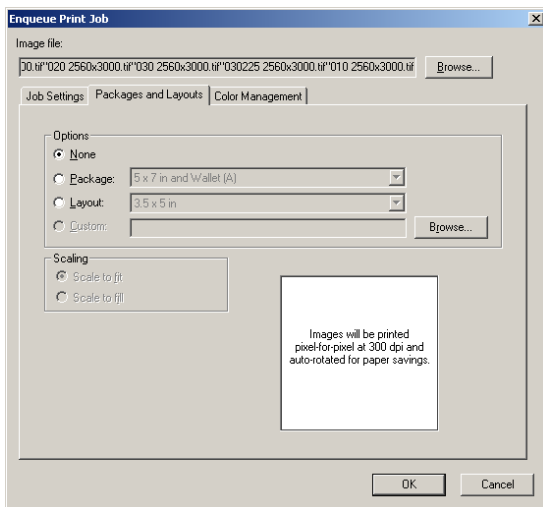 Enqueue Print Job
Image file:
00.tif"020 2560x3000.tif"030 2560x3000.tif"030225 2560x3000.tif"010 2560x3000.tif
Browse...
Job Settings Packages and Layouts Color Management
Options
None
Package: 5 x 7 in and Wallet (A)
Layout: 3.5 x 5 in
Custom: Browse...
Scaling
Scale to fit
Scale to fill
Images will be printed
pixel-for-pixel at 300 dpi and
auto-rotated for paper savings.
OK Cancel